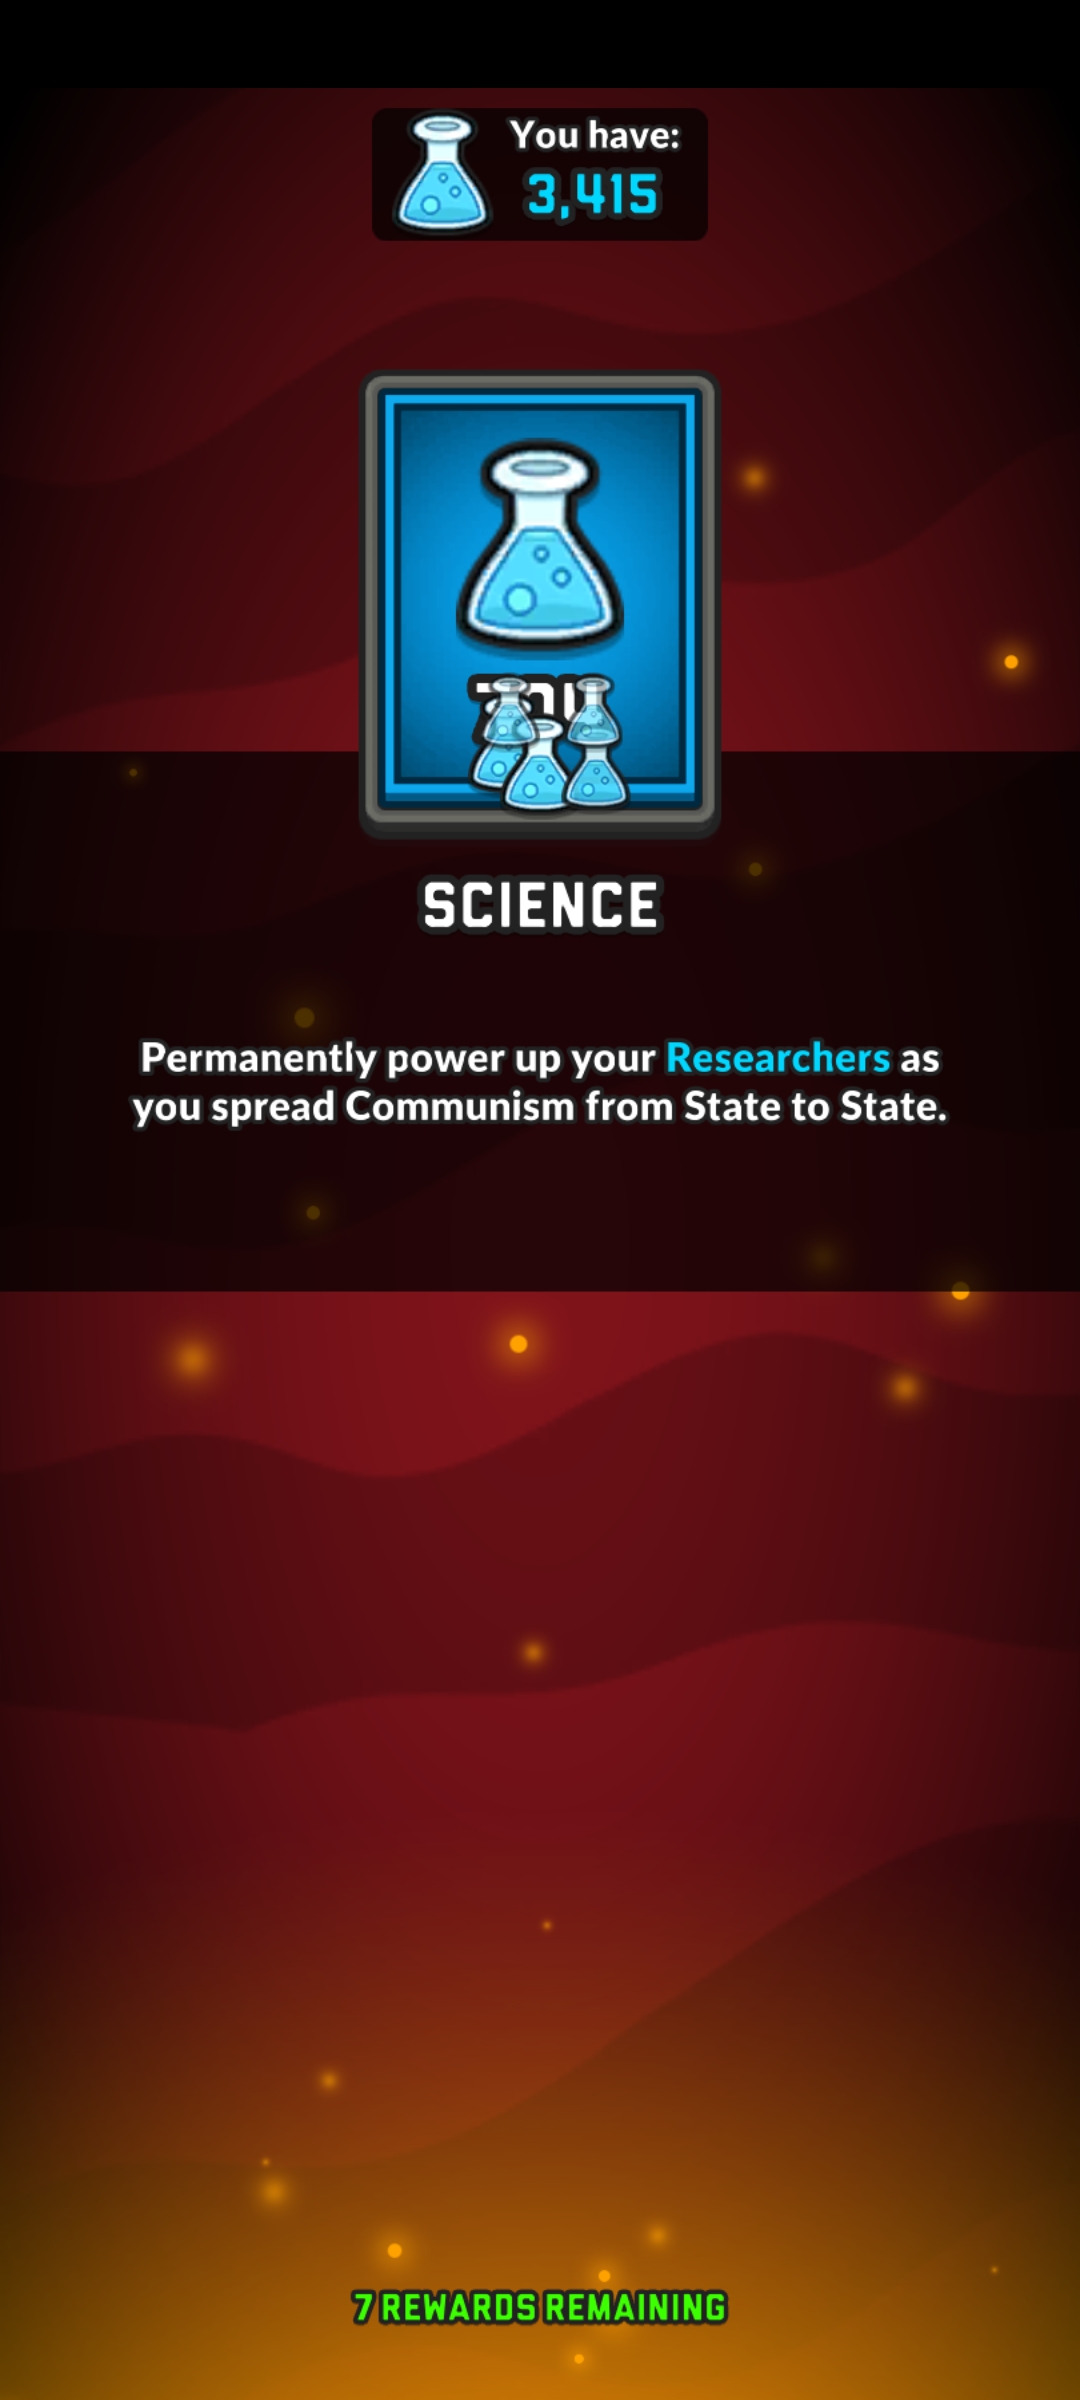 You have:
3,415
SCIENCE
Permanently power up your Researchers as
you spread Communism from State to State.
7 REWARDS REMAINING